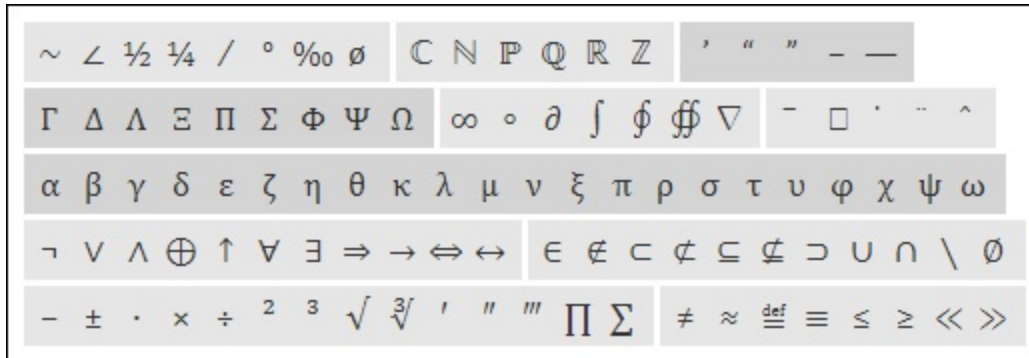 ~ ∠ ½ ¼ / ° ‰ ø ℂ ℕ ℙ ℚ ℝ ℤ ’ “ ” – —
Γ Δ Λ Ξ Π Σ Φ Ψ Ω ∞ ∘ ∂ ∫ ∮ ∯ ∇ ¯ □ ˙ ¨ ˆ
α β γ δ ε ζ η θ κ λ μ ν ξ π ρ σ τ υ φ χ ψ ω
¬ ∨ ∧ ⊕ ↑ ∀ ∃ ⇒ → ⇔ ↔ ∈ ∉ ⊂ ⊄ ⊆ ⊈ ⊃ ∪ ∩ \ ∅
− ± · × ÷ ² ³ √ ∛ ′ ″ ‴ ∏ ∑ ≠ ≈ ≝ ≡ ≤ ≥ ≪ ≫